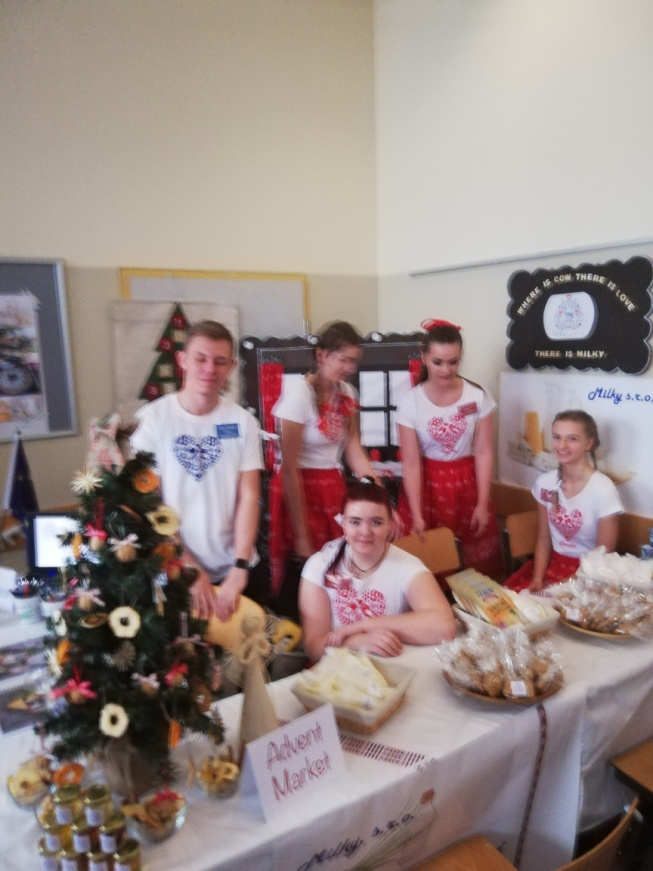 WHERE IS COW THERE IS LOVE
THERE IS MILKY
Milky s.r.o.
Advent
Market
Milky, s.r.o.